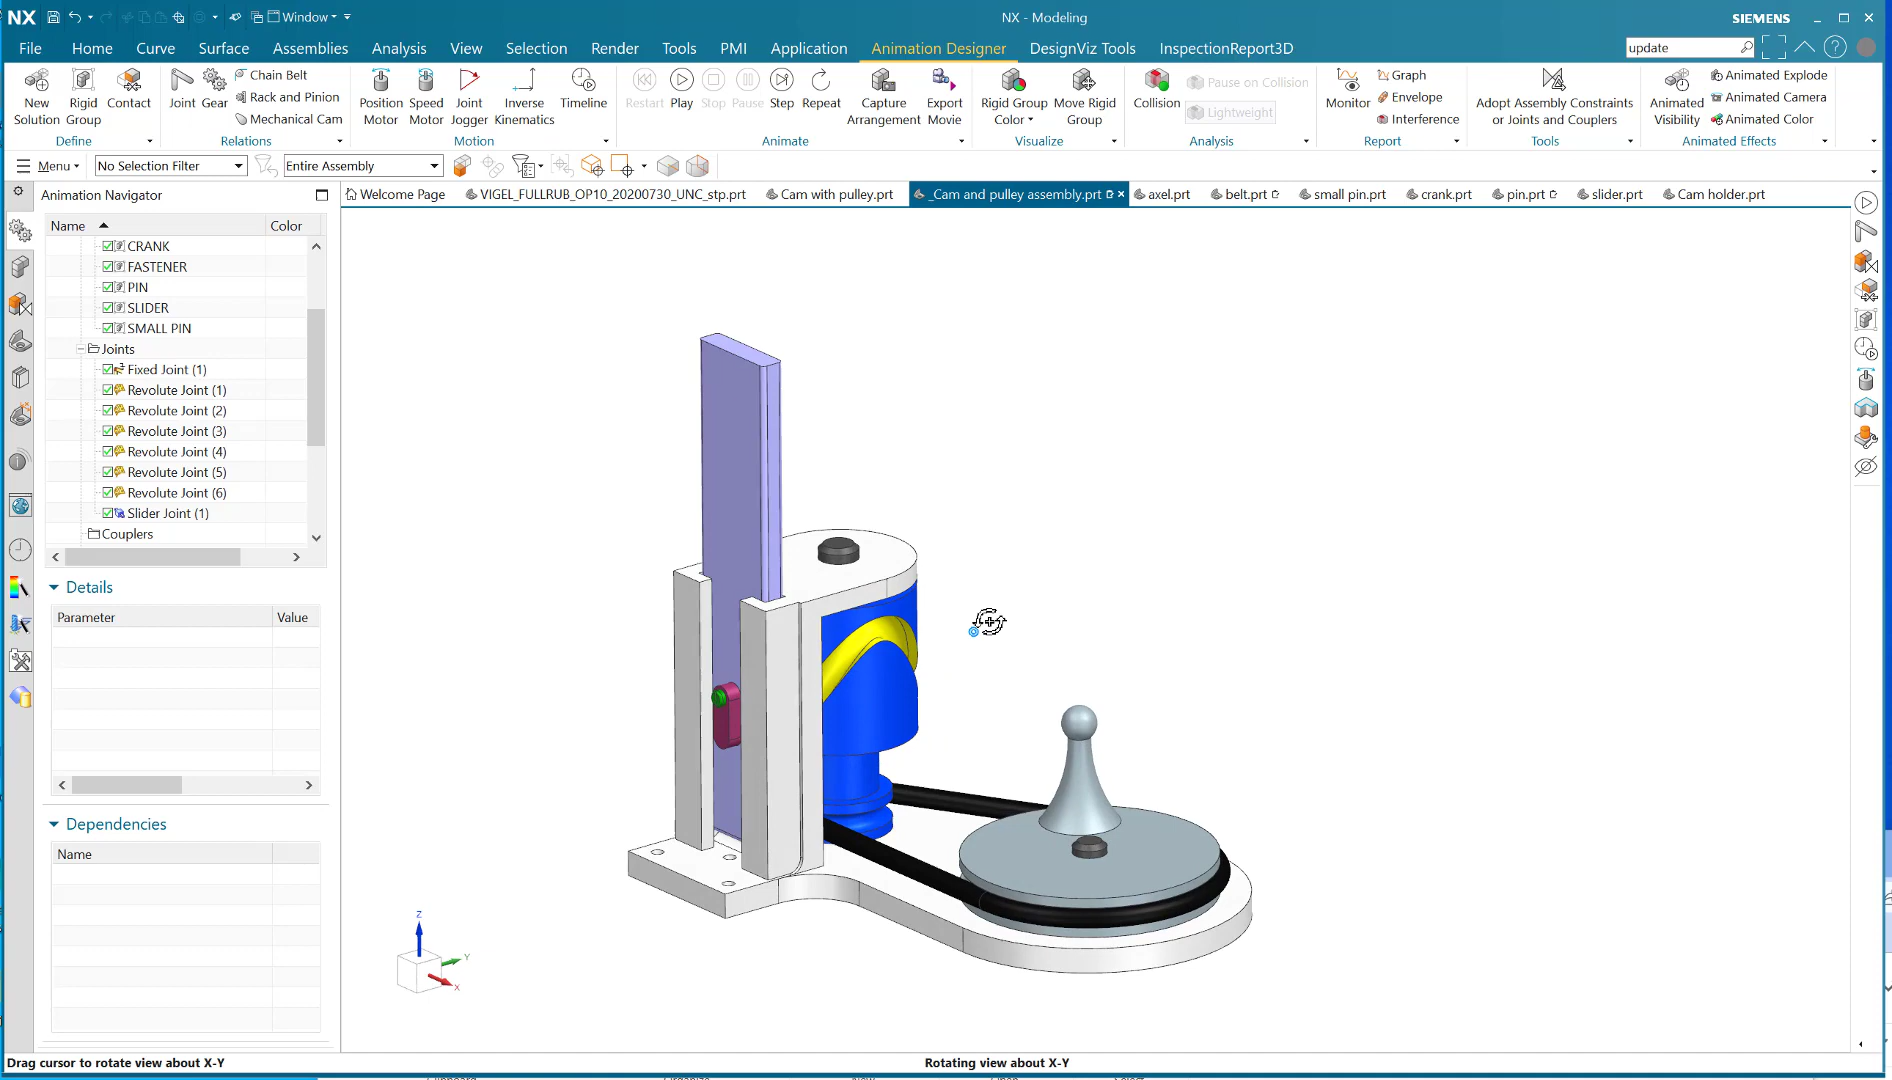 NX
Window
NX - Modeling
SIEMENS
File Home Curve Surface Assemblies Analysis View Selection Render Tools PMI Application Animation Designer DesignViz Tools InspectionReport3D
update
New Solution
Rigid Group
Contact
Define
Joint
Gear
Chain Belt
Rack and Pinion
Mechanical Cam
Relations
Position Motor
Speed Motor
Joint Jogger
Inverse Kinematics
Timeline
Motion
Restart
Play
Stop
Pause
Step
Repeat
Capture Arrangement
Export Movie
Animate
Rigid Group Color
Move Rigid Group
Visualize
Collision
Pause on Collision
Lightweight
Analysis
Monitor
Graph
Envelope
Interference
Report
Adopt Assembly Constraints or Joints and Couplers
Tools
Animated Visibility
Animated Explode
Animated Camera
Animated Color
Animated Effects
Menu
No Selection Filter
Entire Assembly
Animation Navigator
Welcome Page
VIGEL_FULLRUB_OP10_20200730_UNC_stp.prt
Cam with pulley.prt
_Cam and pulley assembly.prt
axel.prt
belt.prt
small pin.prt
crank.prt
pin.prt
slider.prt
Cam holder.prt
Name
Color
CRANK
FASTENER
PIN
SLIDER
SMALL PIN
Joints
Fixed Joint (1)
Revolute Joint (1)
Revolute Joint (2)
Revolute Joint (3)
Revolute Joint (4)
Revolute Joint (5)
Revolute Joint (6)
Slider Joint (1)
Couplers
Details
Parameter
Value
Dependencies
Name
Z
Y
X
Drag cursor to rotate view about X-Y
Rotating view about X-Y